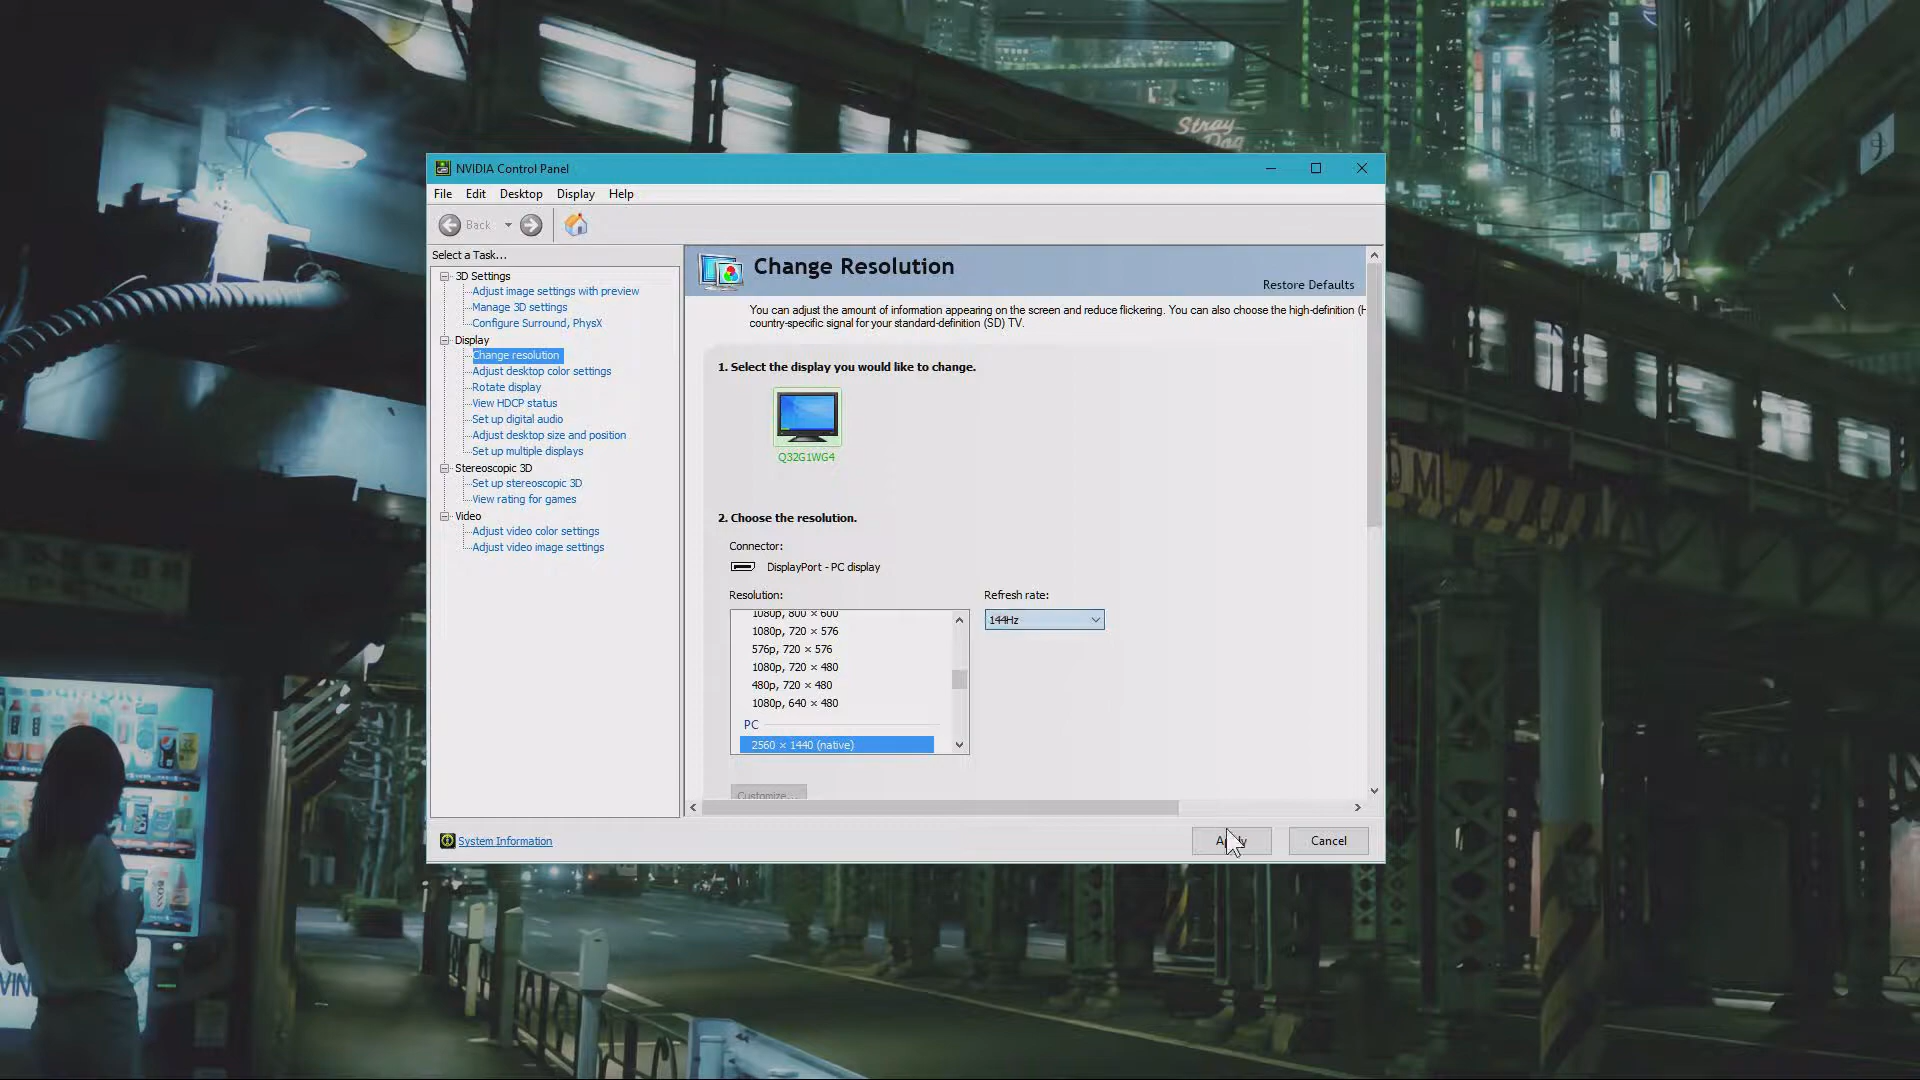 Stray
Dog
NVIDIA Control Panel
File Edit Desktop Display Help
Back
Select a Task...
3D Settings
Adjust image settings with preview
Manage 3D settings
Configure Surround, PhysX
Display
Change resolution
Adjust desktop color settings
Rotate display
View HDCP status
Set up digital audio
Adjust desktop size and position
Set up multiple displays
Stereoscopic 3D
Set up stereoscopic 3D
View rating for games
Video
Adjust video color settings
Adjust video image settings
System Information
Change Resolution
Restore Defaults
You can adjust the amount of information appearing on the screen and reduce flickering. You can also choose the high-definition (H
country-specific signal for your standard-definition (SD) TV.
1. Select the display you would like to change.
Q32G1WG4
2. Choose the resolution.
Connector:
DisplayPort - PC display
Resolution:
1080p, 800 × 600
1080p, 720 × 576
576p, 720 × 576
1080p, 720 × 480
480p, 720 × 480
1080p, 640 × 480
PC
2560 × 1440 (native)
Refresh rate:
144Hz
Customize...
Apply
Cancel